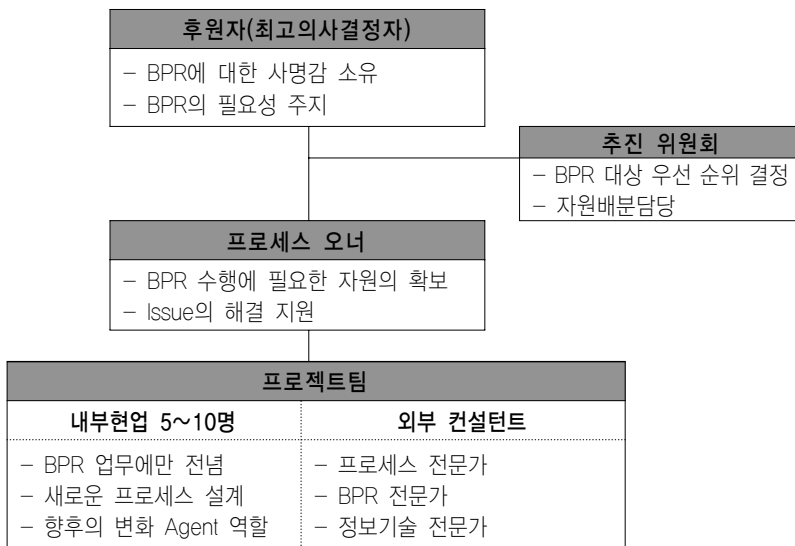 후원자(최고의사결정자)
– BPR에 대한 사명감 소유
– BPR의 필요성 주지
추진 위원회
– BPR 대상 우선 순위 결정
– 자원배분담당
프로세스 오너
– BPR 수행에 필요한 자원의 확보
– Issue의 해결 지원
프로젝트팀
내부현업 5~10명
– BPR 업무에만 전념
– 새로운 프로세스 설계
– 향후의 변화 Agent 역할
외부 컨설턴트
– 프로세스 전문가
– BPR 전문가
– 정보기술 전문가